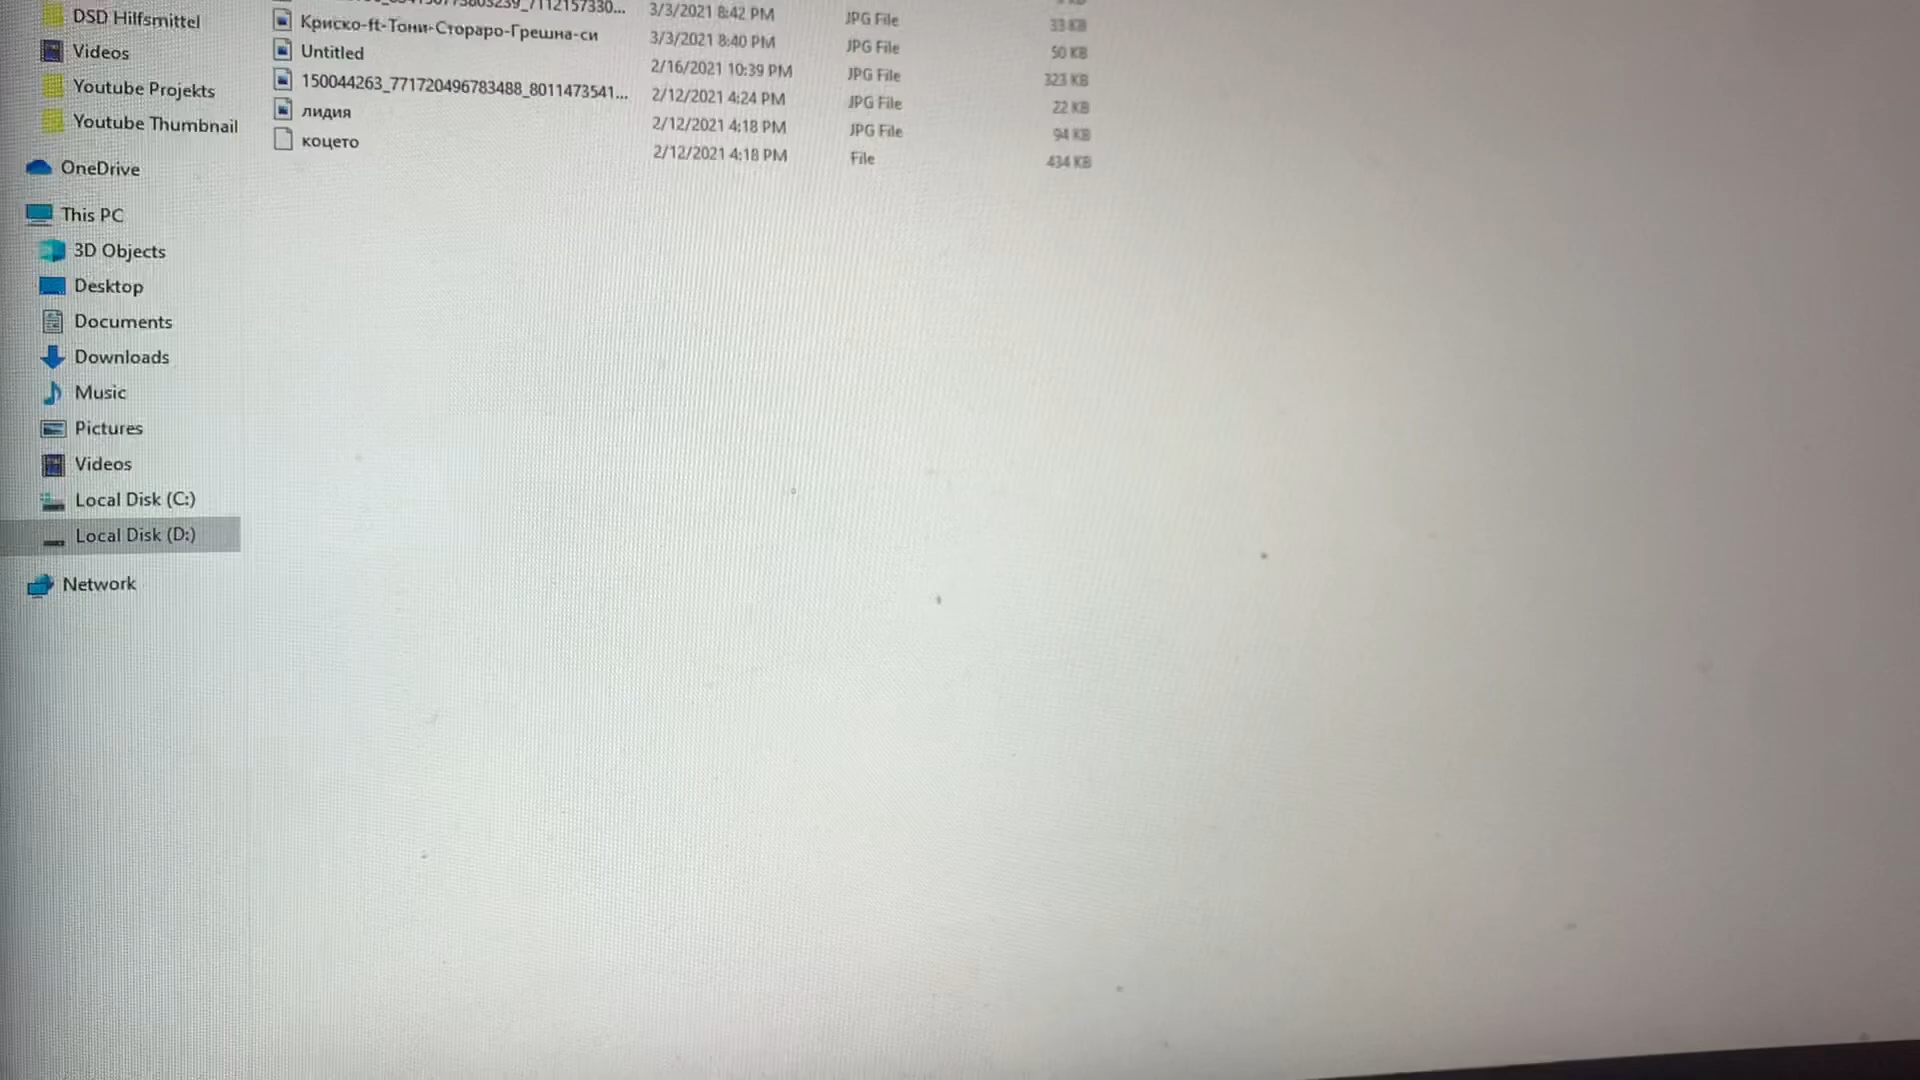 DSD Hilfsmittel
Videos
Youtube Projekts
Youtube Thumbnail
OneDrive
This PC
3D Objects
Desktop
Documents
Downloads
Music
Pictures
Videos
Local Disk (C:)
Local Disk (D:)
Network
3/3/2021 8:42 PM JPG File 33 KB
Криско-ft-Тони-Стораро-Грешна-си 3/3/2021 8:40 PM JPG File 50 KB
Untitled 2/16/2021 10:39 PM JPG File 323 KB
150044263_771720496783488_8011473541... 2/12/2021 4:24 PM JPG File 22 KB
лидия 2/12/2021 4:18 PM JPG File 94 KB
коцето 2/12/2021 4:18 PM File 434 KB